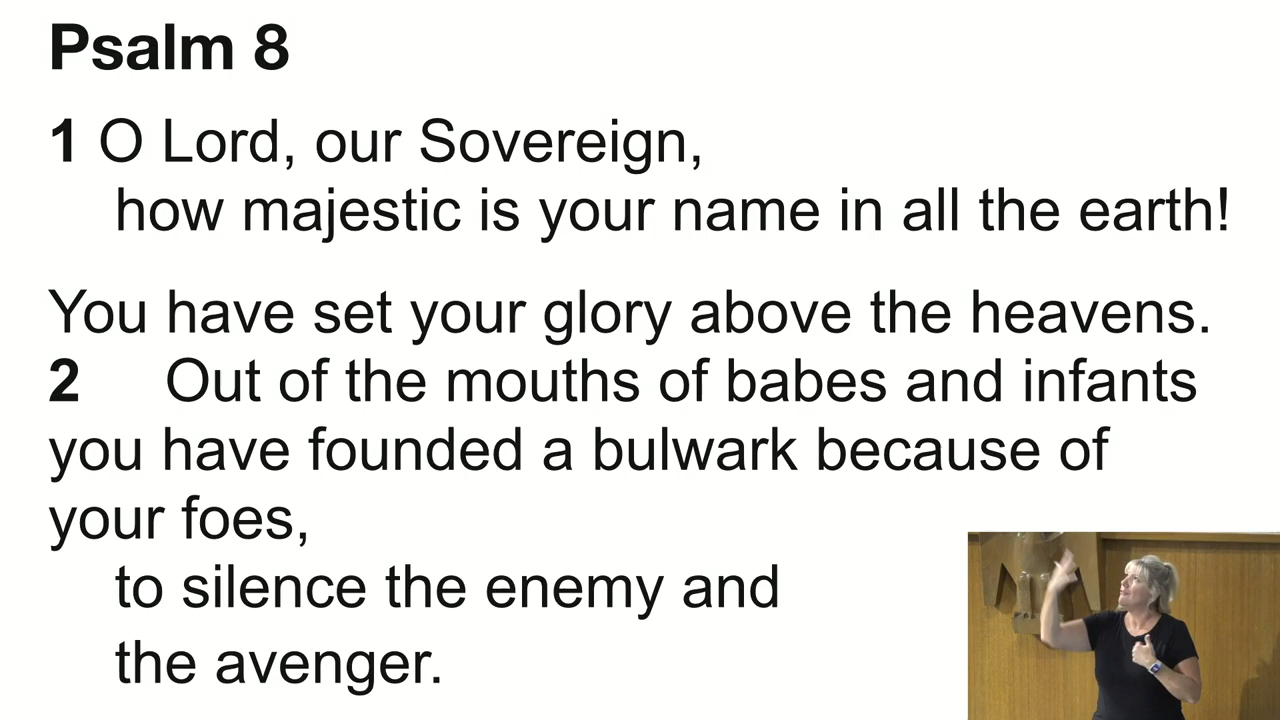 Psalm 8
1 O Lord, our Sovereign,
how majestic is your name in all the earth!
You have set your glory above the heavens.
2 Out of the mouths of babes and infants
you have founded a bulwark because of
your foes,
to silence the enemy and
the avenger.